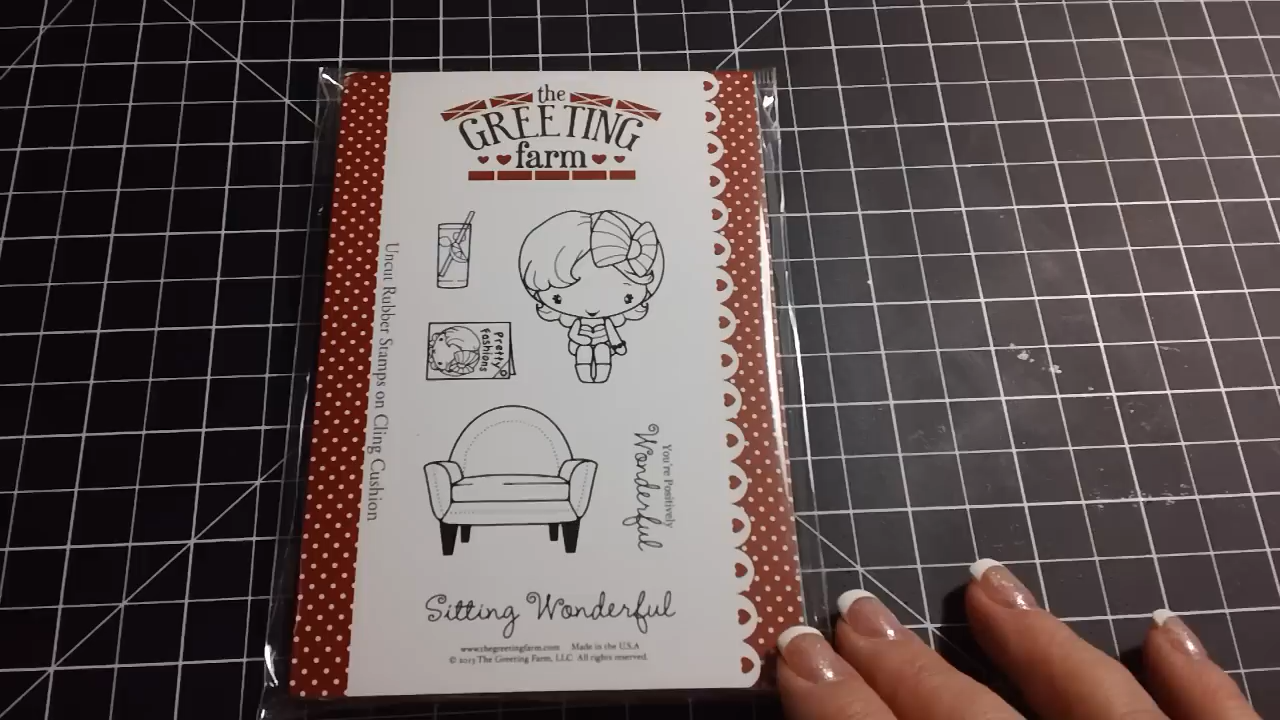 the
GREETING
farm
Uncut Rubber Stamps on Cling Cushion
Pretty
fashions
You're Positively
Wonderful
Sitting Wonderful
www.thegreetingfarm.com Made in the U.S.A
© 2013 The Greeting Farm, LLC. All rights reserved.